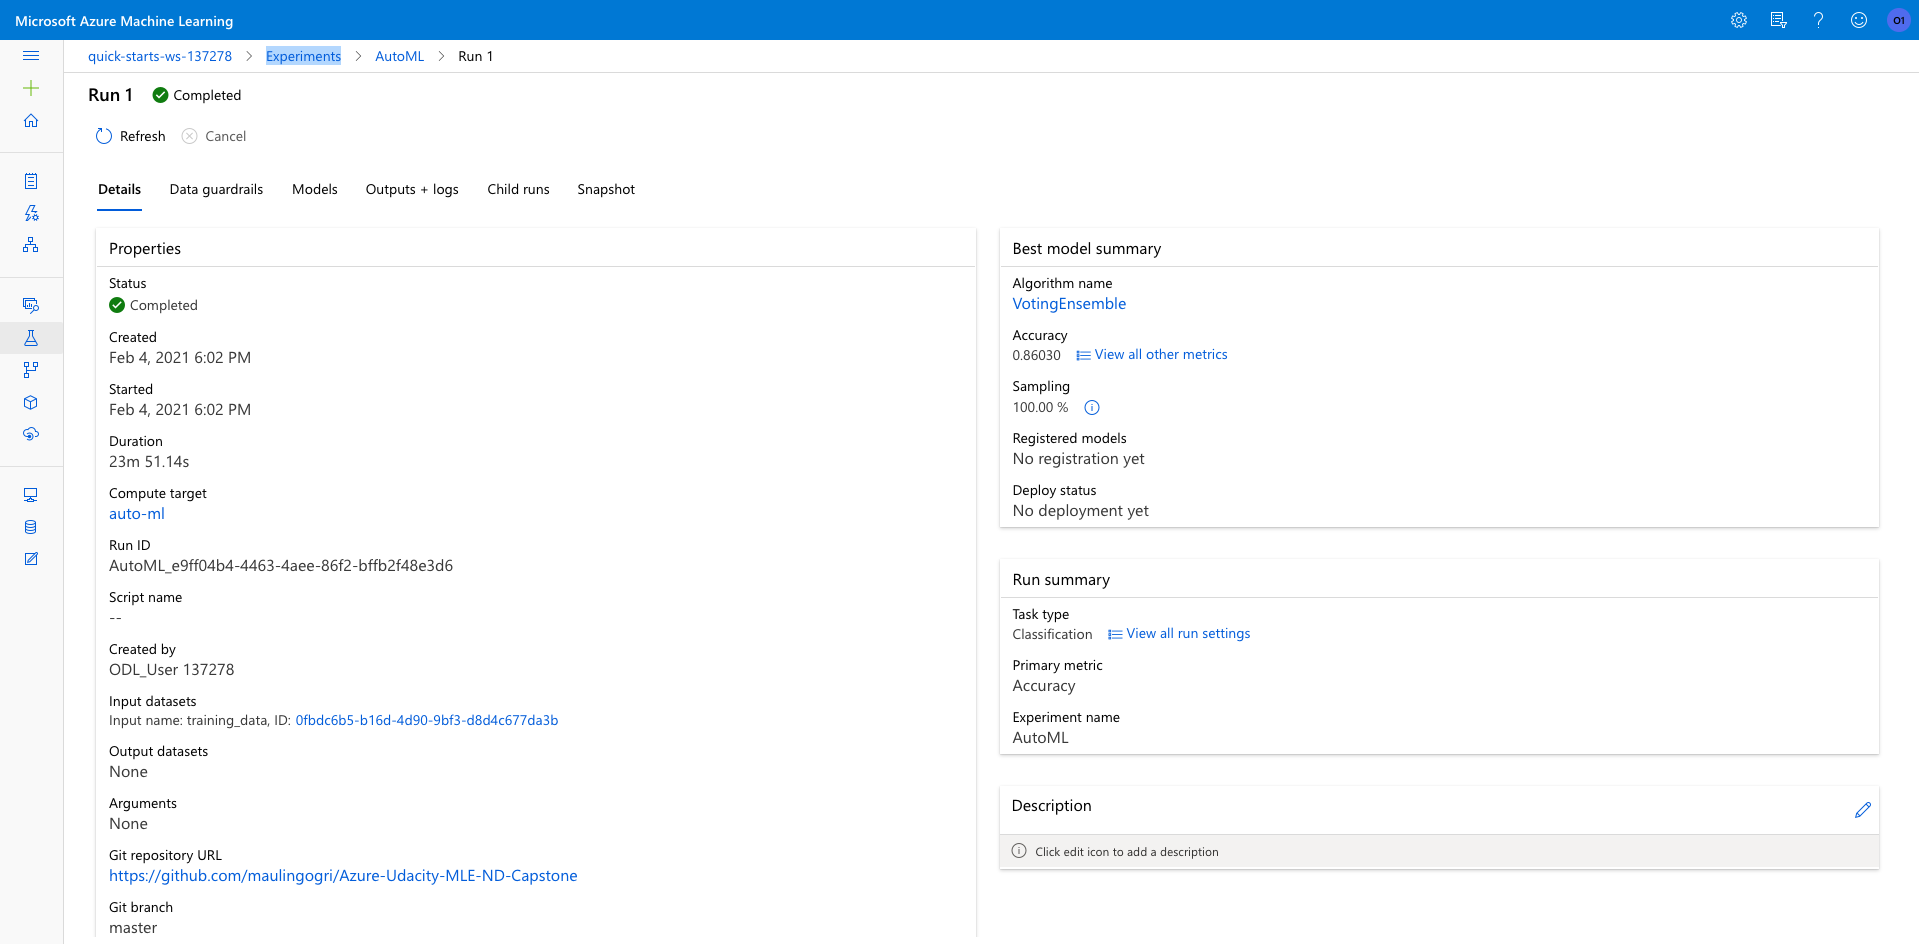 Microsoft Azure Machine Learning
O1
quick-starts-ws-137278 > Experiments > AutoML > Run 1
Run 1 Completed
Refresh Cancel
Details Data guardrails Models Outputs + logs Child runs Snapshot
Properties
Status
Completed
Created
Feb 4, 2021 6:02 PM
Started
Feb 4, 2021 6:02 PM
Duration
23m 51.14s
Compute target
auto-ml
Run ID
AutoML_e9ff04b4-4463-4aee-86f2-bffb2f48e3d6
Script name
--
Created by
ODL_User 137278
Input datasets
Input name: training_data, ID: 0fbdc6b5-b16d-4d90-9bf3-d8d4c677da3b
Output datasets
None
Arguments
None
Git repository URL
https://github.com/maulingogri/Azure-Udacity-MLE-ND-Capstone
Git branch
master
Best model summary
Algorithm name
VotingEnsemble
Accuracy
0.86030 View all other metrics
Sampling
100.00 %
Registered models
No registration yet
Deploy status
No deployment yet
Run summary
Task type
Classification View all run settings
Primary metric
Accuracy
Experiment name
AutoML
Description
Click edit icon to add a description